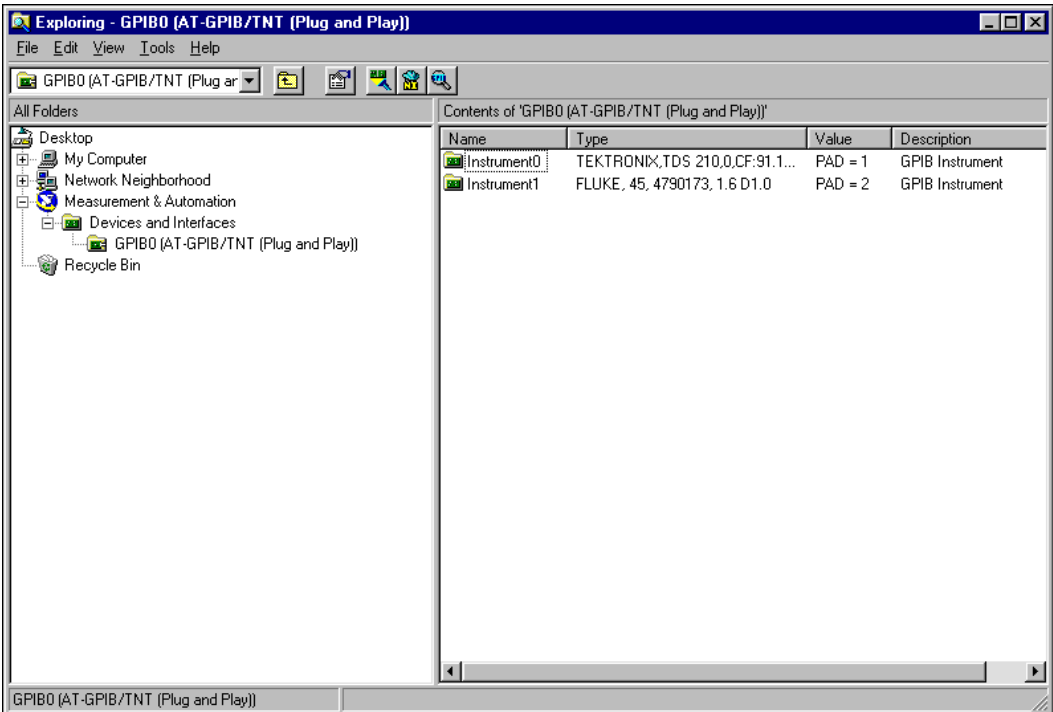 Exploring - GPIB0 (AT-GPIB/TNT (Plug and Play))
File Edit View Tools Help
GPIB0 (AT-GPIB/TNT (Plug ar
All Folders
Contents of 'GPIB0 (AT-GPIB/TNT (Plug and Play))'
Desktop
My Computer
Network Neighborhood
Measurement & Automation
Devices and Interfaces
GPIB0 (AT-GPIB/TNT (Plug and Play))
Recycle Bin
Name Type Value Description
Instrument0 TEKTRONIX,TDS 210,0,CF:91.1... PAD = 1 GPIB Instrument
Instrument1 FLUKE, 45, 4790173, 1.6 D1.0 PAD = 2 GPIB Instrument
GPIB0 (AT-GPIB/TNT (Plug and Play))